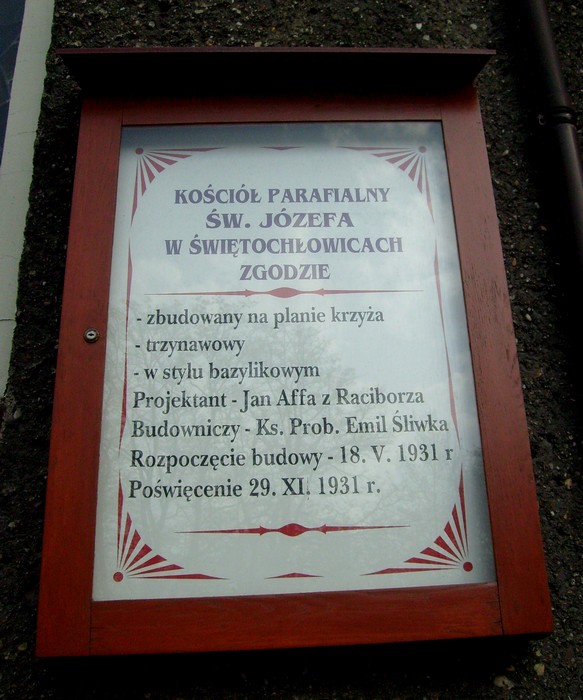 KOŚCIÓŁ PARAFIALNY
ŚW. JÓZEFA
W ŚWIĘTOCHŁOWICACH
ZGODZIE
- zbudowany na planie krzyża
- trzynawowy
- w stylu bazylikowym
Projektant - Jan Affa z Raciborza
Budowniczy - Ks. Prob. Emil Śliwka
Rozpoczęcie budowy - 18. V. 1931 r
Poświęcenie 29. XI. 1931 r.